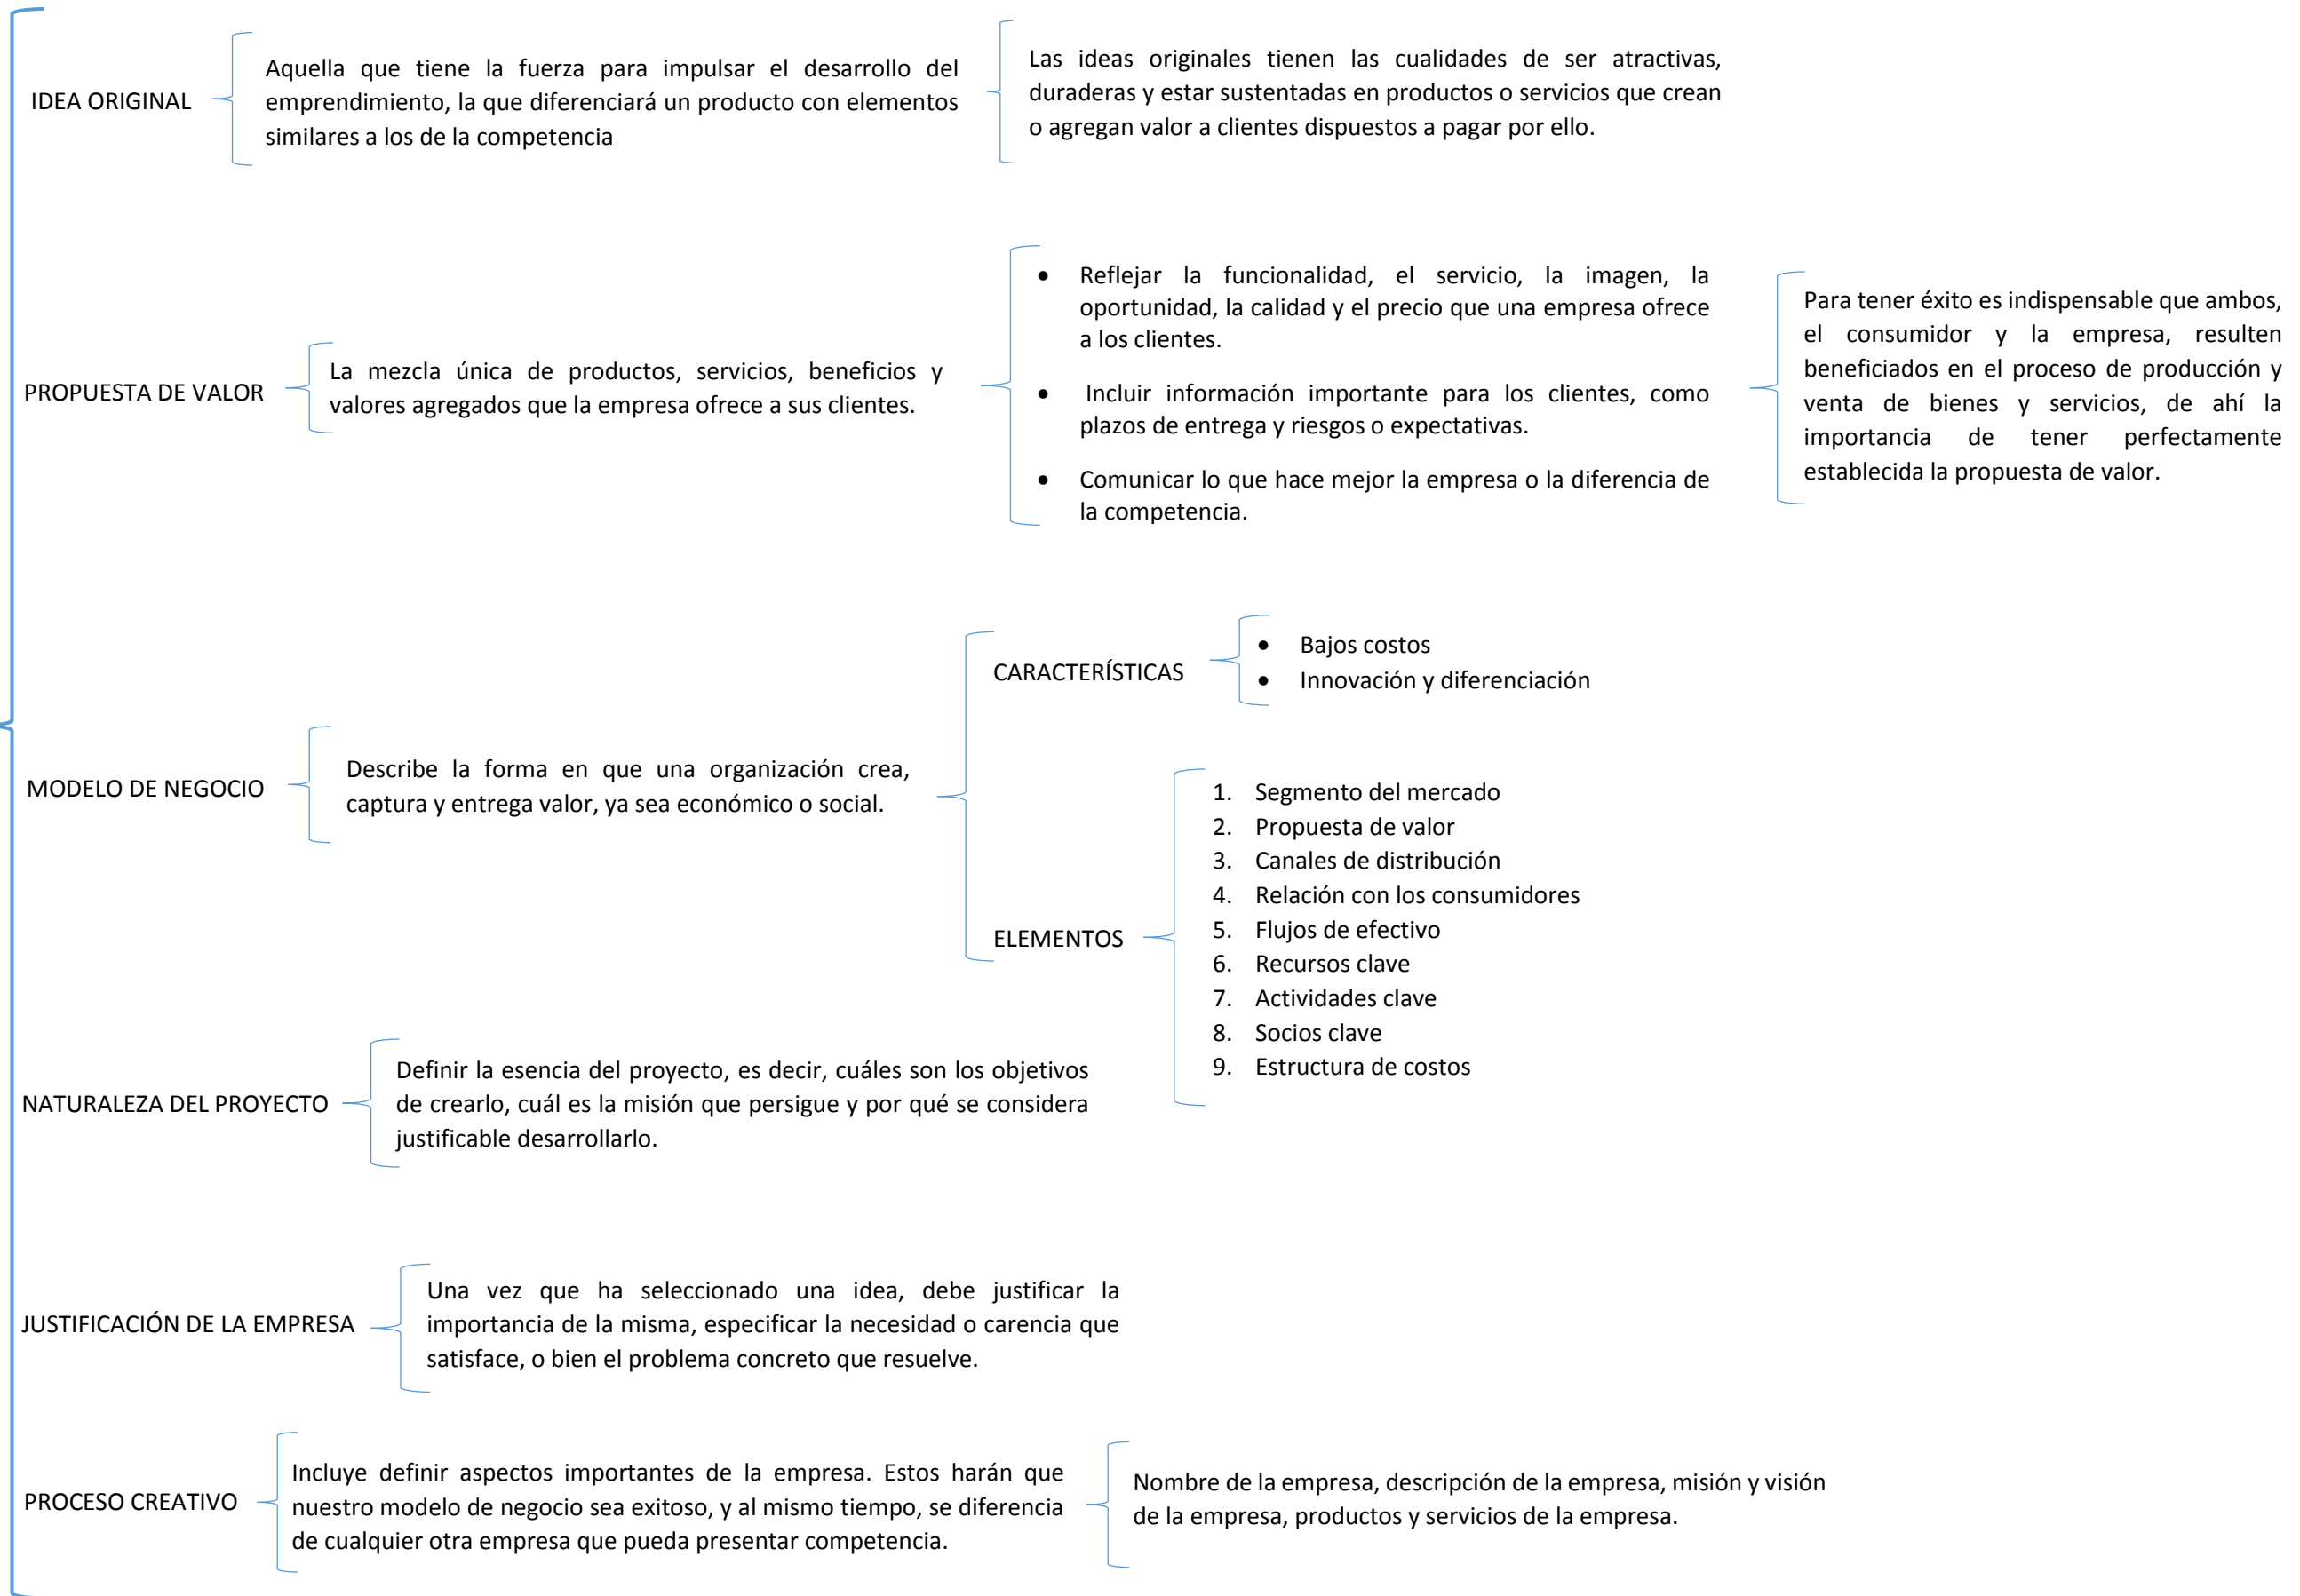 IDEA ORIGINAL
Aquella que tiene la fuerza para impulsar el desarrollo del
emprendimiento, la que diferenciará un producto con elementos
similares a los de la competencia
Las ideas originales tienen las cualidades de ser atractivas,
duraderas y estar sustentadas en productos o servicios que crean
o agregan valor a clientes dispuestos a pagar por ello.
PROPUESTA DE VALOR
La mezcla única de productos, servicios, beneficios y
valores agregados que la empresa ofrece a sus clientes.
• Reflejar la funcionalidad, el servicio, la imagen, la
oportunidad, la calidad y el precio que una empresa ofrece
a los clientes.
• Incluir información importante para los clientes, como
plazos de entrega y riesgos o expectativas.
• Comunicar lo que hace mejor la empresa o la diferencia de
la competencia.
Para tener éxito es indispensable que ambos,
el consumidor y la empresa, resulten
beneficiados en el proceso de producción y
venta de bienes y servicios, de ahí la
importancia de tener perfectamente
establecida la propuesta de valor.
MODELO DE NEGOCIO
Describe la forma en que una organización crea,
captura y entrega valor, ya sea económico o social.
CARACTERÍSTICAS
• Bajos costos
• Innovación y diferenciación
ELEMENTOS
1. Segmento del mercado
2. Propuesta de valor
3. Canales de distribución
4. Relación con los consumidores
5. Flujos de efectivo
6. Recursos clave
7. Actividades clave
8. Socios clave
9. Estructura de costos
NATURALEZA DEL PROYECTO
Definir la esencia del proyecto, es decir, cuáles son los objetivos
de crearlo, cuál es la misión que persigue y por qué se considera
justificable desarrollarlo.
JUSTIFICACIÓN DE LA EMPRESA
Una vez que ha seleccionado una idea, debe justificar la
importancia de la misma, especificar la necesidad o carencia que
satisface, o bien el problema concreto que resuelve.
PROCESO CREATIVO
Incluye definir aspectos importantes de la empresa. Estos harán que
nuestro modelo de negocio sea exitoso, y al mismo tiempo, se diferencia
de cualquier otra empresa que pueda presentar competencia.
Nombre de la empresa, descripción de la empresa, misión y visión
de la empresa, productos y servicios de la empresa.